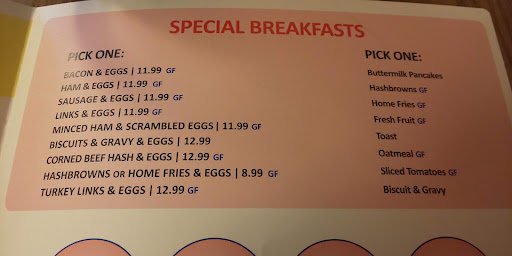 SPECIAL BREAKFASTS
PICK ONE:
BACON & EGGS | 11.99 GF
HAM & EGGS | 11.99 GF
SAUSAGE & EGGS | 11.99 GF
LINKS & EGGS | 11.99 GF
MINCED HAM & SCRAMBLED EGGS | 11.99 GF
BISCUITS & GRAVY & EGGS | 12.99
CORNED BEEF HASH & EGGS | 12.99 GF
HASHBROWNS OR HOME FRIES & EGGS | 8.99 GF
TURKEY LINKS & EGGS | 12.99 GF
PICK ONE:
Buttermilk Pancakes
Hashbrowns GF
Home Fries GF
Fresh Fruit GF
Toast
Oatmeal GF
Sliced Tomatoes GF
Biscuit & Gravy